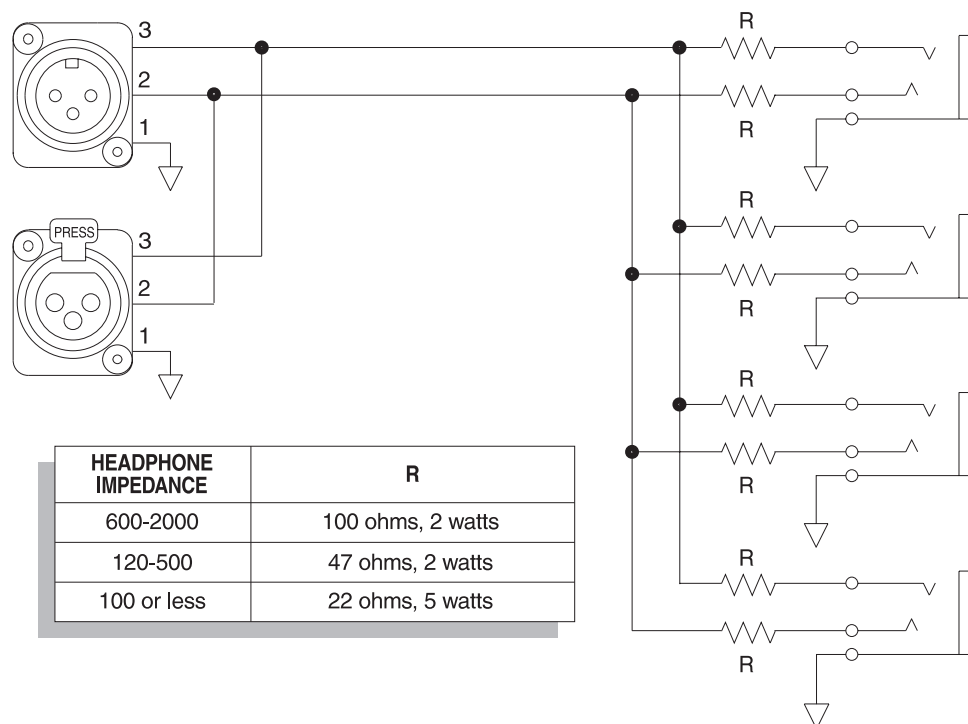 3
2
1
PRESS
3
2
1
R
R
R
R
R
R
R
R
HEADPHONE IMPEDANCE R
600-2000 100 ohms, 2 watts
120-500 47 ohms, 2 watts
100 or less 22 ohms, 5 watts